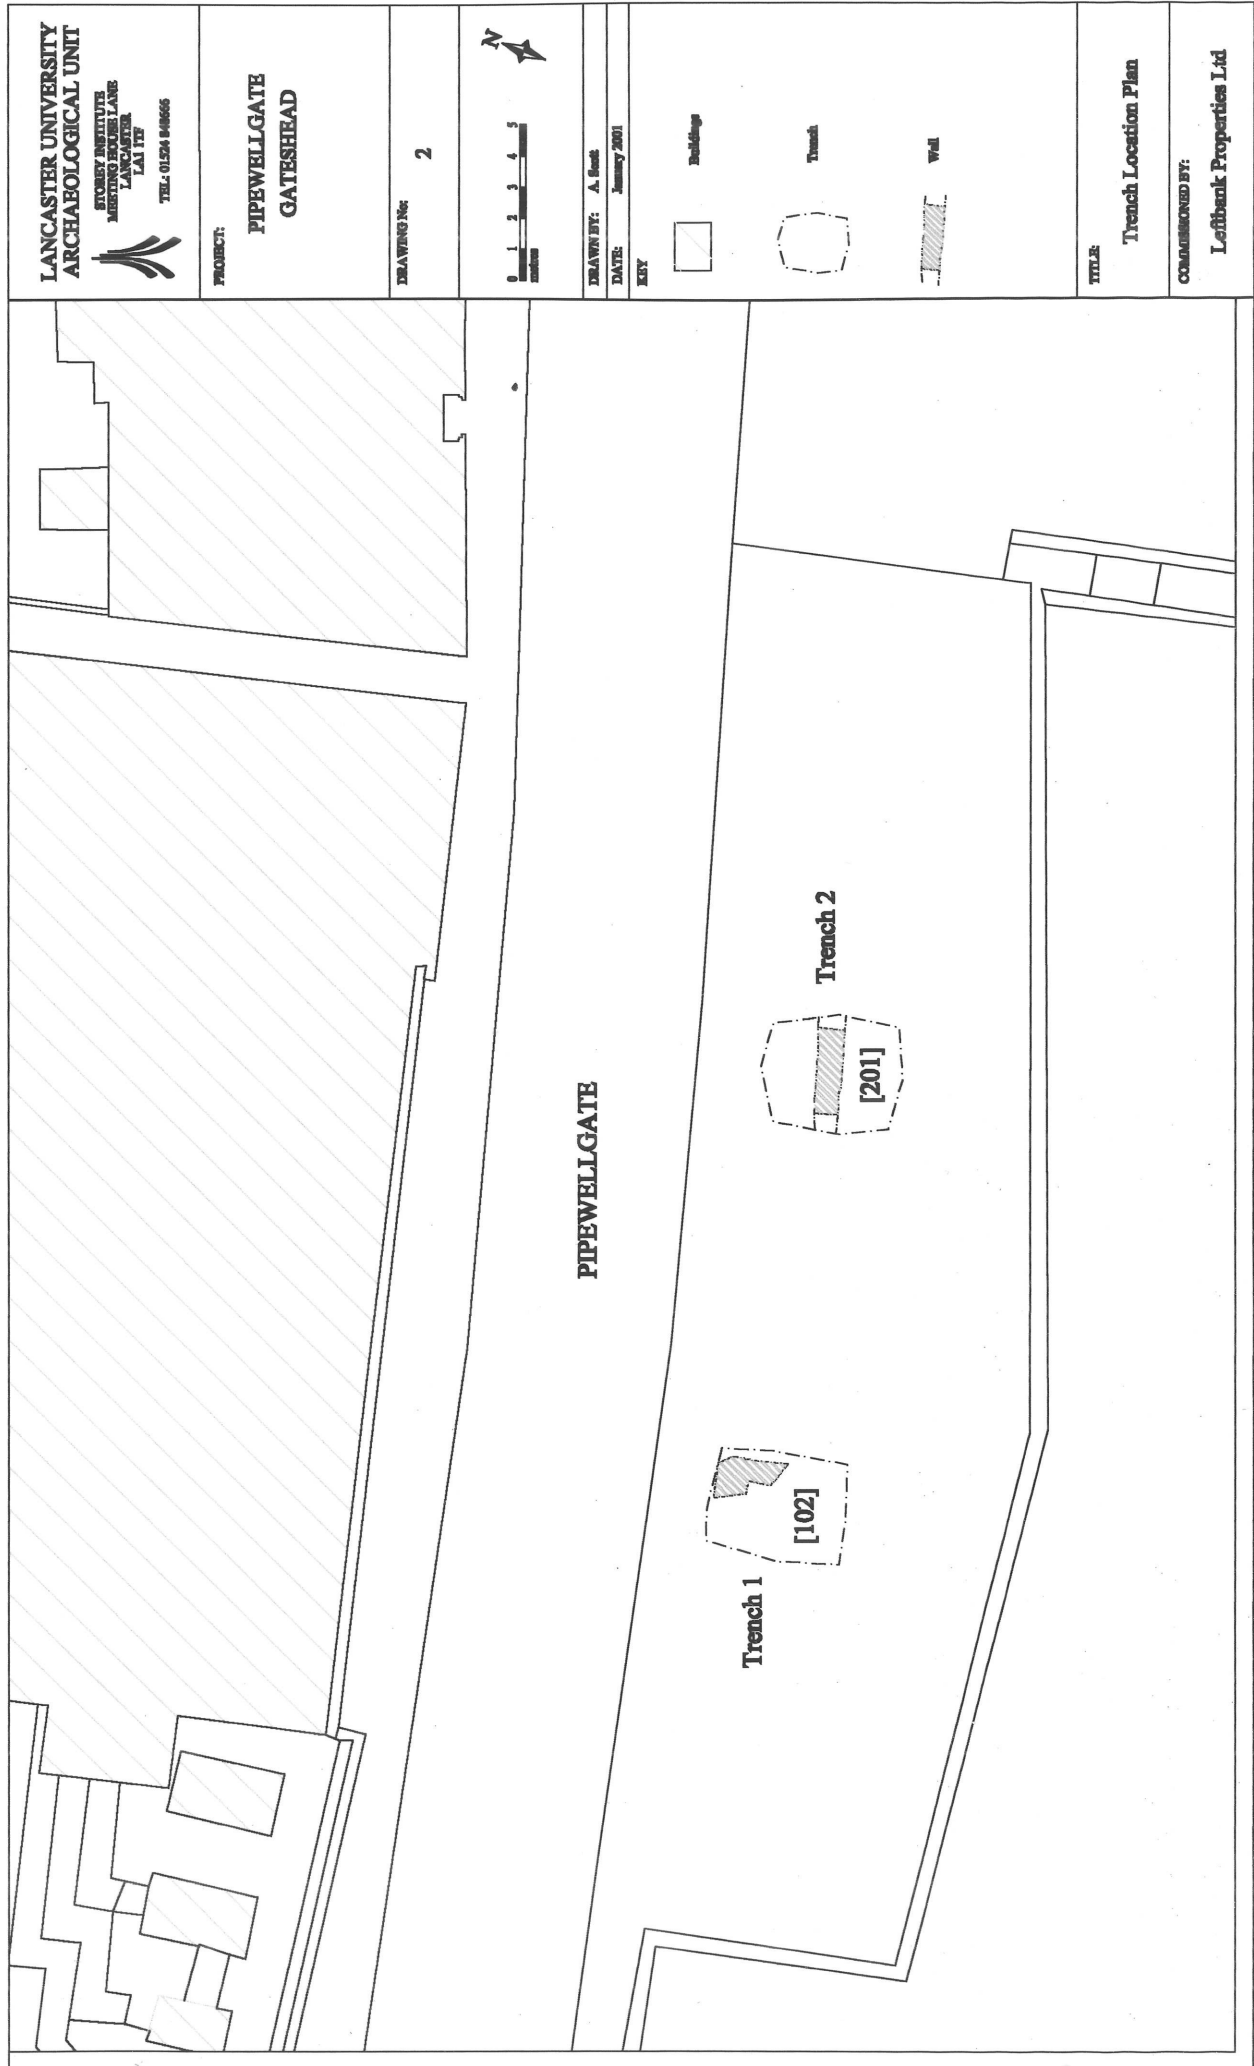 LANCASTER UNIVERSITY
ARCHAEOLOGICAL UNIT
STOREY INSTITUTE
MEETING HOUSE LANE
LANCASTER
LA1 1TF
TEL: 01524 848666
PROJECT:
PIPEWELLGATE
GATESHEAD
DRAWING No:
2
N
0 1 2 3 4 5
metres
DRAWN BY: A. Scott
DATE: January 2001
KEY
Buildings
Trench
Wall
TITLE:
Trench Location Plan
COMMISSIONED BY:
Leftbank Properties Ltd
PIPEWELLGATE
Trench 1
[102]
Trench 2
[201]